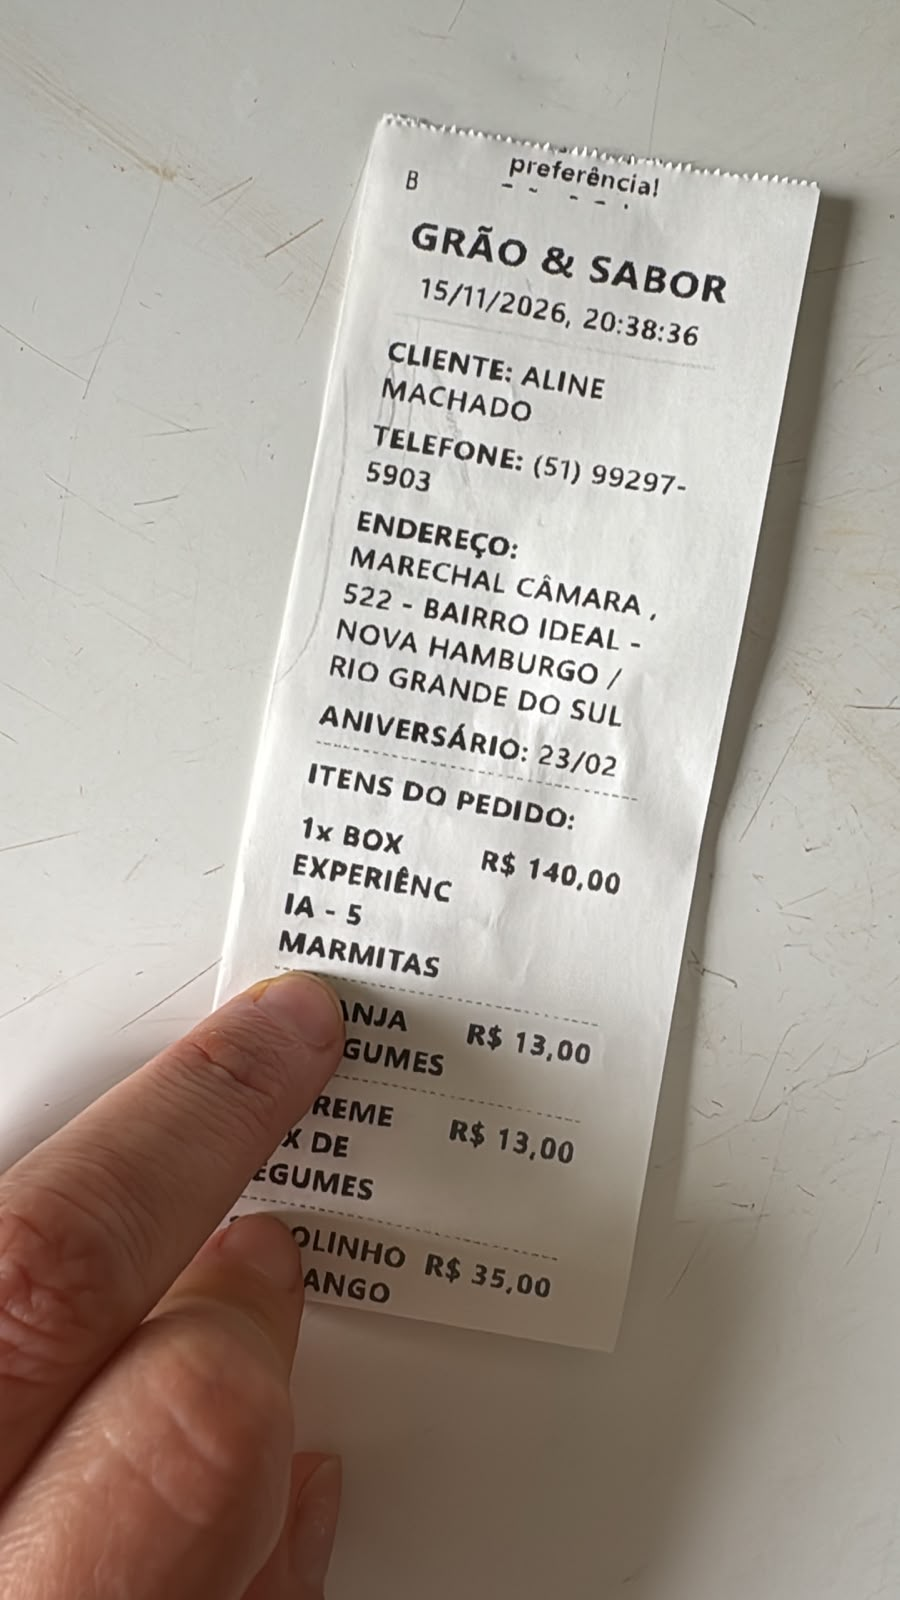 preferência!
B
GRÃO & SABOR
15/11/2026, 20:38:36
CLIENTE: ALINE
MACHADO
TELEFONE: (51) 99297-
5903
ENDEREÇO:
MARECHAL CÂMARA ,
522 - BAIRRO IDEAL -
NOVA HAMBURGO /
RIO GRANDE DO SUL
ANIVERSÁRIO: 23/02
ITENS DO PEDIDO:
1x BOX R$ 140,00
EXPERIÊNC
IA - 5
MARMITAS
R$ 13,00
R$ 13,00
DE
R$ 35,00